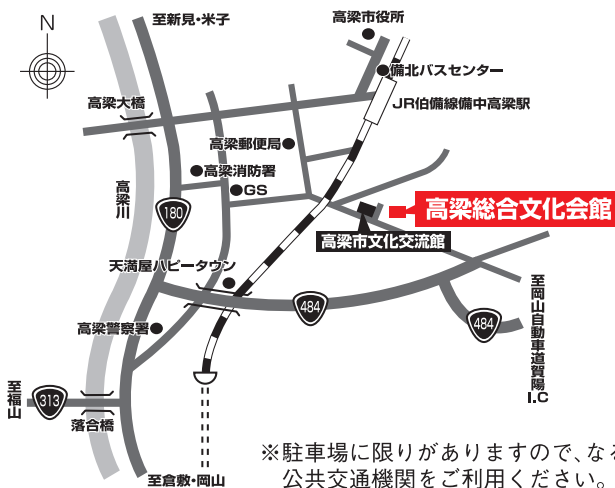 N
至新見・米子
高梁市役所
備北バスセンター
JR伯備線備中高梁駅
高梁大橋
高梁郵便局
高梁消防署
GS
高梁川
180
高梁総合文化会館
高梁市文化交流館
天満屋ハピータウン
484
484
至岡山自動車道賀陽I.C
高梁警察署
至福山
313
落合橋
至倉敷・岡山
※駐車場に限りがありますので、なる
公共交通機関をご利用ください。